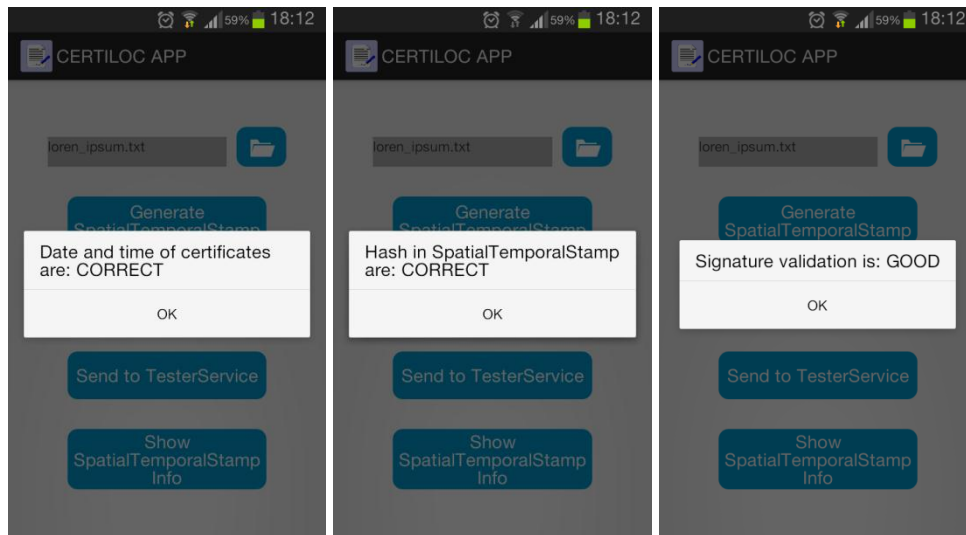 59% 18:12
CERTILOC APP
loren_ipsum.txt
Generate
SpatialTemporalStamp
Date and time of certificates
are: CORRECT
OK
Send to TesterService
Show
SpatialTemporalStamp
Info
59% 18:12
CERTILOC APP
loren_ipsum.txt
Generate
SpatialTemporalStamp
Hash in SpatialTemporalStamp
are: CORRECT
OK
Send to TesterService
Show
SpatialTemporalStamp
Info
59% 18:12
CERTILOC APP
loren_ipsum.txt
Generate
SpatialTemporalStamp
Signature validation is: GOOD
OK
Send to TesterService
Show
SpatialTemporalStamp
Info